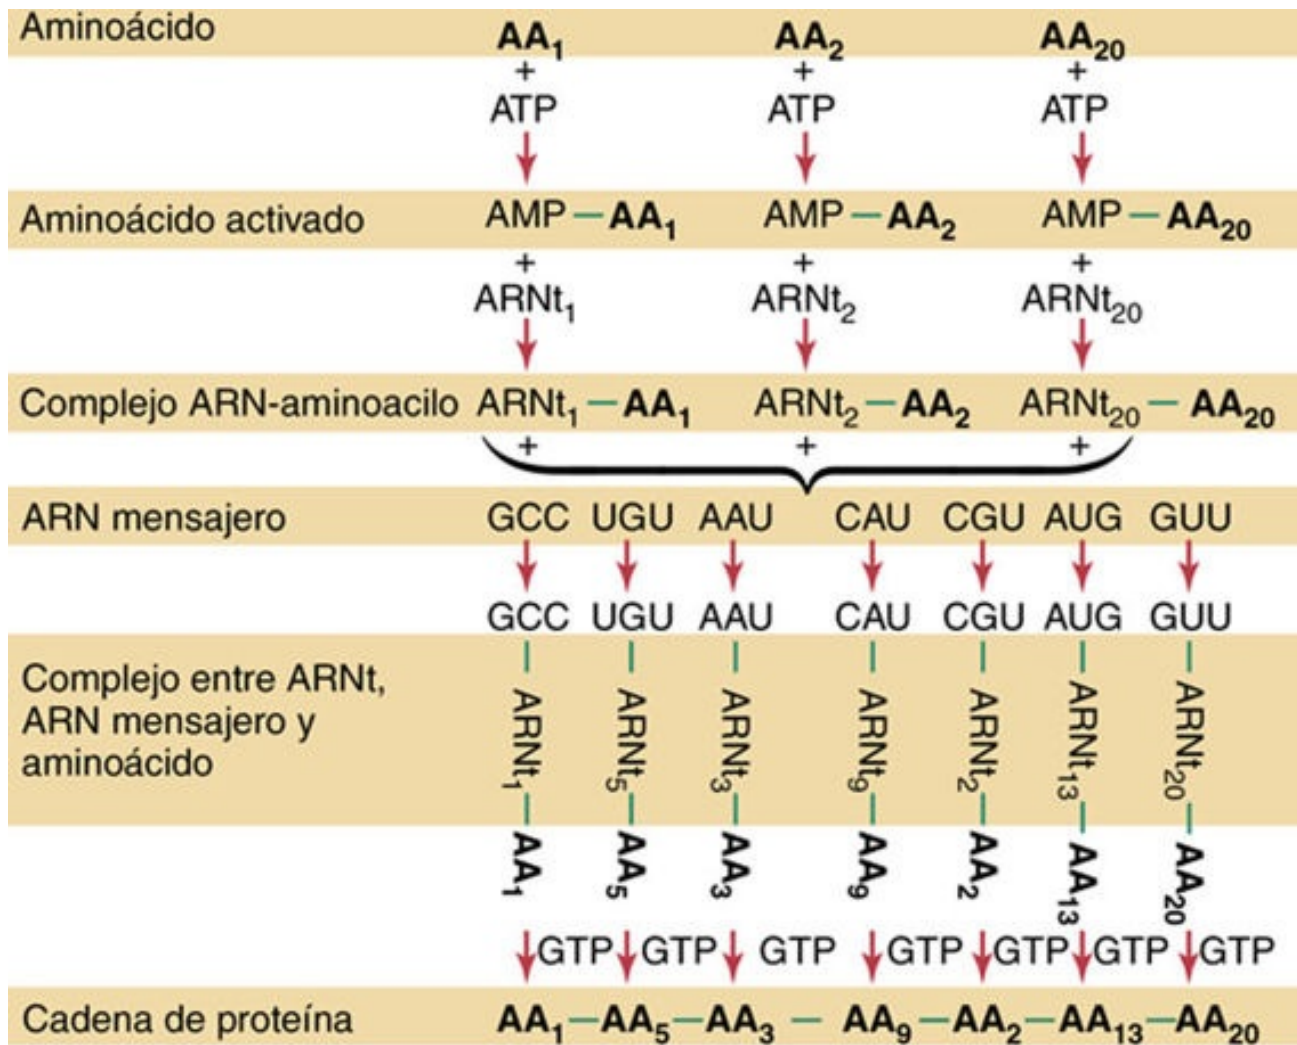 Aminoácido AA₁ AA₂ AA₂₀
+ + +
ATP ATP ATP
Aminoácido activado AMP – AA₁ AMP – AA₂ AMP – AA₂₀
+ + +
ARNt₁ ARNt₂ ARNt₂₀
Complejo ARN-aminoacilo ARNt₁ – AA₁ ARNt₂ – AA₂ ARNt₂₀ – AA₂₀
+ + +
ARN mensajero GCC UGU AAU CAU CGU AUG GUU
GCC UGU AAU CAU CGU AUG GUU
Complejo entre ARNt,
ARN mensajero y
aminoácido
ARNt₁ – AA₁
ARNt₅ – AA₅
ARNt₃ – AA₃
ARNt₉ – AA₉
ARNt₂ – AA₂
ARNt₁₃ – AA₁₃
ARNt₂₀ – AA₂₀
GTP GTP GTP GTP GTP GTP GTP
Cadena de proteína AA₁ – AA₅ – AA₃ – AA₉ – AA₂ – AA₁₃ – AA₂₀